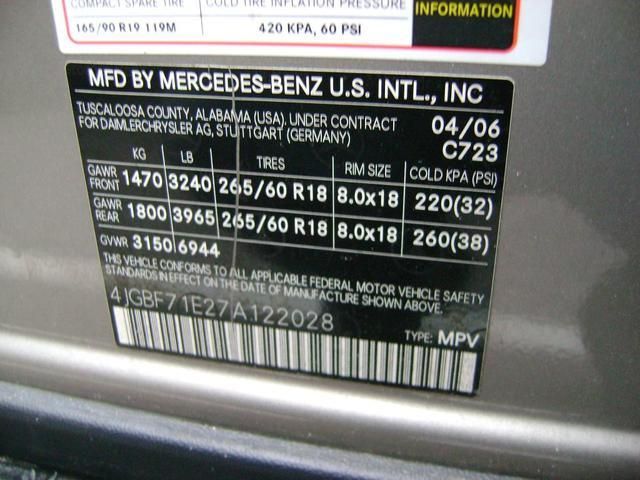 COMPACT SPARE TIRE COLD TIRE INFLATION PRESSURE
165/90 R19 119M 420 KPA, 60 PSI
INFORMATION
MFD BY MERCEDES-BENZ U.S. INTL., INC
TUSCALOOSA COUNTY, ALABAMA (USA). UNDER CONTRACT
FOR DAIMLERCHRYSLER AG, STUTTGART (GERMANY)
04/06
C723
KG LB TIRES RIM SIZE COLD KPA (PSI)
GAWR FRONT 1470 3240 265/60 R18 8.0x18 220(32)
GAWR REAR 1800 3965 265/60 R18 8.0x18 260(38)
GVWR 3150 6944
THIS VEHICLE CONFORMS TO ALL APPLICABLE FEDERAL MOTOR VEHICLE SAFETY
STANDARDS IN EFFECT ON THE DATE OF MANUFACTURE SHOWN ABOVE.
4JGBF71E27A122028
TYPE: MPV